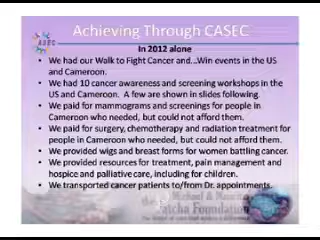 Achieving Through CASEC
CASEC
In 2012 alone
• We had our Walk to Fight Cancer and...Win events in the US
and Cameroon.
• We had 10 cancer awareness and screening workshops in the
US and Cameroon. A few are shown in slides following.
• We paid for mammograms and screenings for people in
Cameroon who needed, but could not afford them.
• We paid for surgery, chemotherapy and radiation treatment for
people in Cameroon who needed, but could not afford them.
• We provided wigs and breast forms for women battling cancer.
• We provided resources for treatment, pain management and
hospice and palliative care, including for children.
• We transported cancer patients to/from Dr. appointments.
Michael &
Foundation